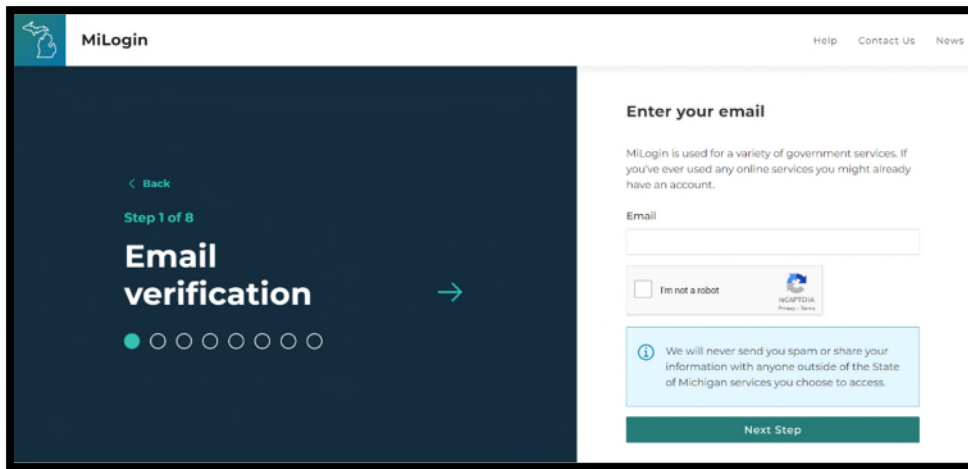 MiLogin
Help Contact Us News
< Back
Step 1 of 8
Email
verification
Enter your email
MiLogin is used for a variety of government services. If
you've ever used any online services you might already
have an account.
Email
I'm not a robot
reCAPTCHA
Privacy - Terms
We will never send you spam or share your
information with anyone outside of the State
of Michigan services you choose to access.
Next Step